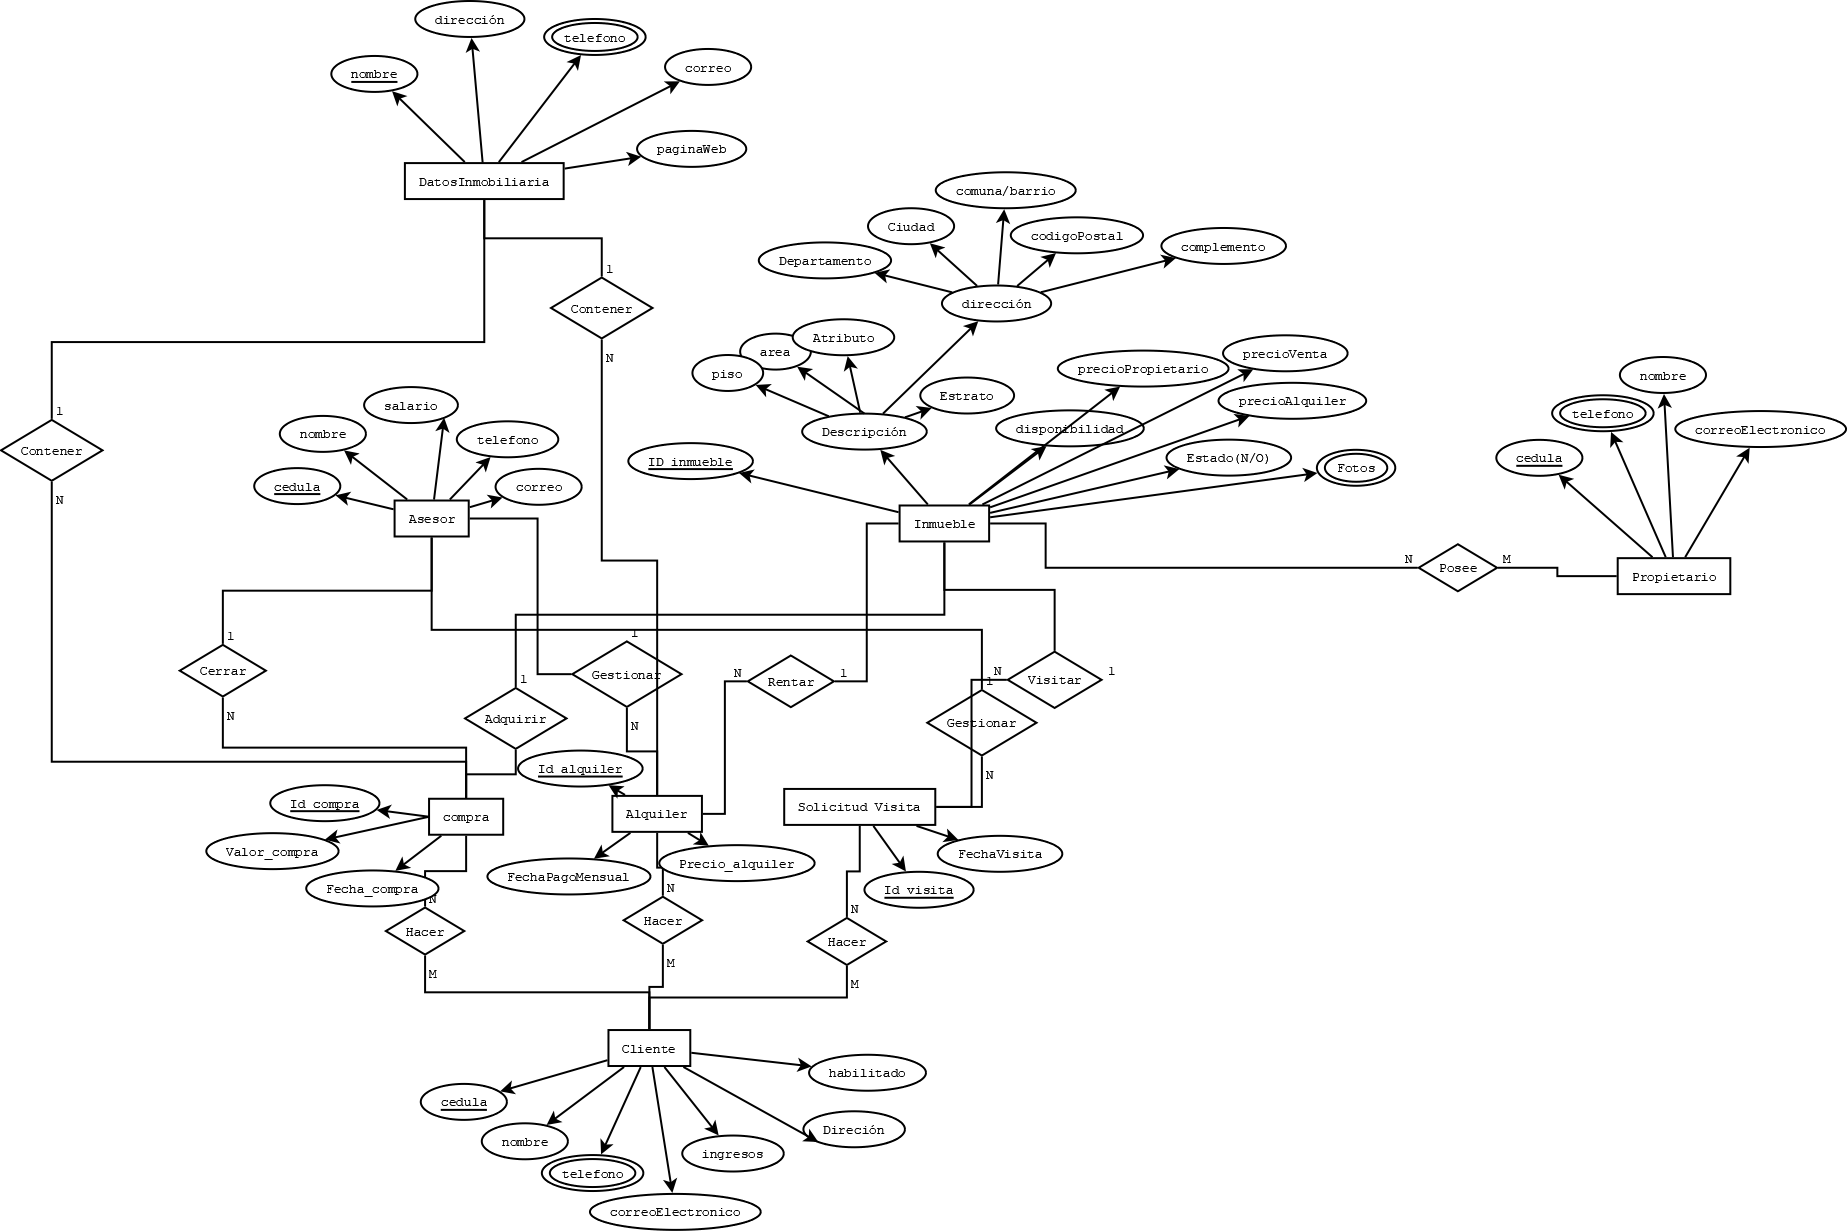 dirección
telefono
nombre
correo
paginaWeb
DatosInmobiliaria
comuna/barrio
Ciudad
codigoPostal
complemento
Departamento
dirección
1
Contener
N
Atributo
area
piso
Estrato
Descripción
precioVenta
precioPropietario
precioAlquiler
disponibilidad
Estado(N/O)
Fotos
ID inmueble
Inmueble
nombre
telefono
correoElectronico
cedula
Propietario
N
Posee
M
1
Contener
N
salario
nombre
telefono
cedula
correo
Asesor
1
Cerrar
N
1
Adquirir
1
Gestionar
N
N
Rentar
1
N
Visitar
1
1
Gestionar
N
Id alquiler
Id compra
compra
Alquiler
Solicitud Visita
Valor_compra
Fecha_compra
FechaPagoMensual
Precio_alquiler
FechaVisita
Id visita
N
Hacer
M
N
Hacer
M
N
Hacer
M
Cliente
habilitado
cedula
nombre
Direción
ingresos
telefono
correoElectronico